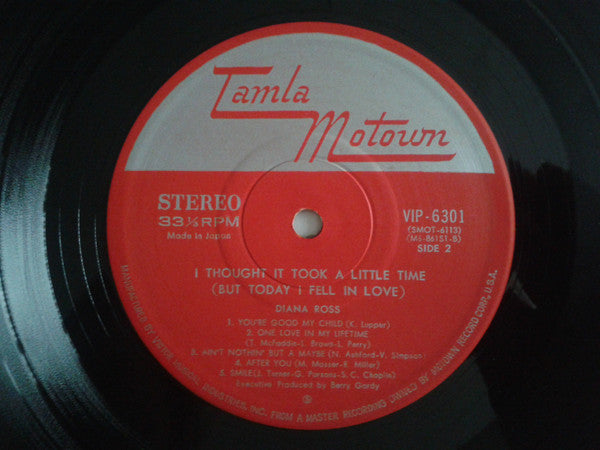 Tamla
Motown
STEREO
33⅓RPM
Made in Japan
VIP-6301
(SMOT-6113)
(M6-861S1-B)
SIDE 2
I THOUGHT IT TOOK A LITTLE TIME
(BUT TODAY I FELL IN LOVE)
DIANA ROSS
1. YOU'RE GOOD MY CHILD (K. Lupper)
2. ONE LOVE IN MY LIFETIME
(T. McFaddin-L. Brown-L. Perry)
3. AIN'T NOTHIN' BUT A MAYBE (N. Ashford-V. Simpson)
4. AFTER YOU (M. Masser-R. Miller)
5. SMILE(J. Turner-G. Parsons-S. C. Chaplin)
Executive Produced by Berry Gordy
MANUFACTURED BY VICTOR MUSICAL INDUSTRIES, INC. FROM A MASTER RECORDING OWNED BY MOTOWN RECORD CORP., U.S.A.